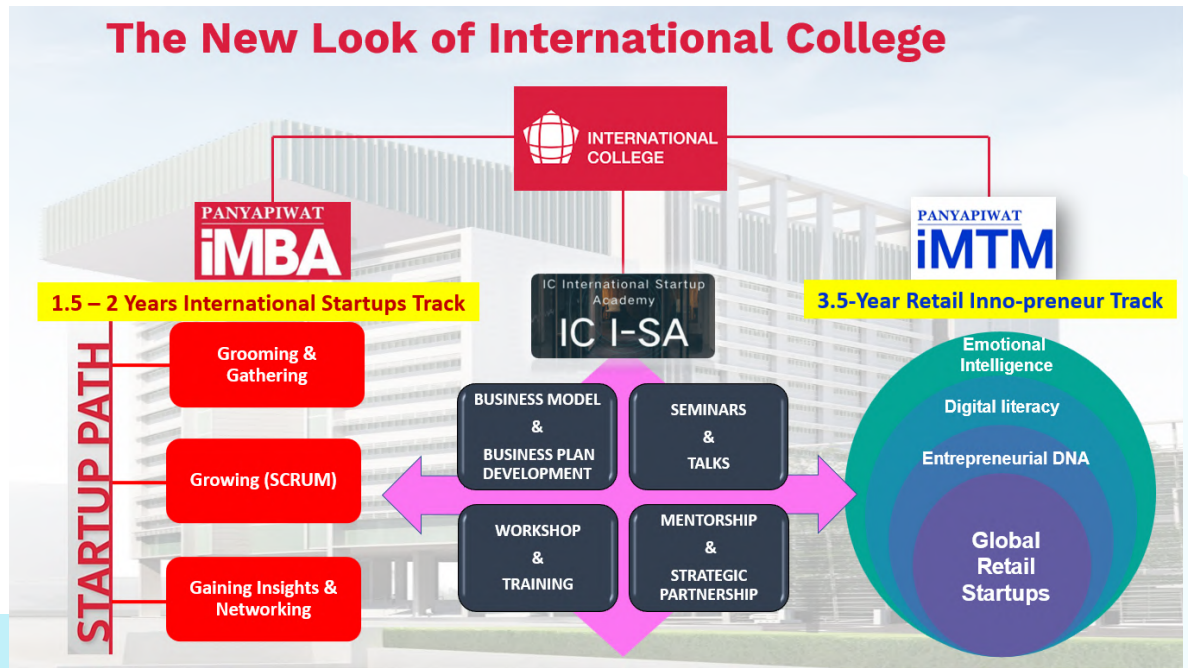 The New Look of International College
INTERNATIONAL
COLLEGE
PANYAPIWAT
iMBA
1.5 – 2 Years International Startups Track
STARTUP PATH
Grooming &
Gathering
Growing (SCRUM)
Gaining Insights &
Networking
IC International Startup
Academy
IC I-SA
BUSINESS MODEL
&
BUSINESS PLAN
DEVELOPMENT
SEMINARS
&
TALKS
WORKSHOP
&
TRAINING
MENTORSHIP
&
STRATEGIC
PARTNERSHIP
PANYAPIWAT
iMTM
3.5-Year Retail Inno-preneur Track
Emotional
Intelligence
Digital literacy
Entrepreneurial DNA
Global
Retail
Startups